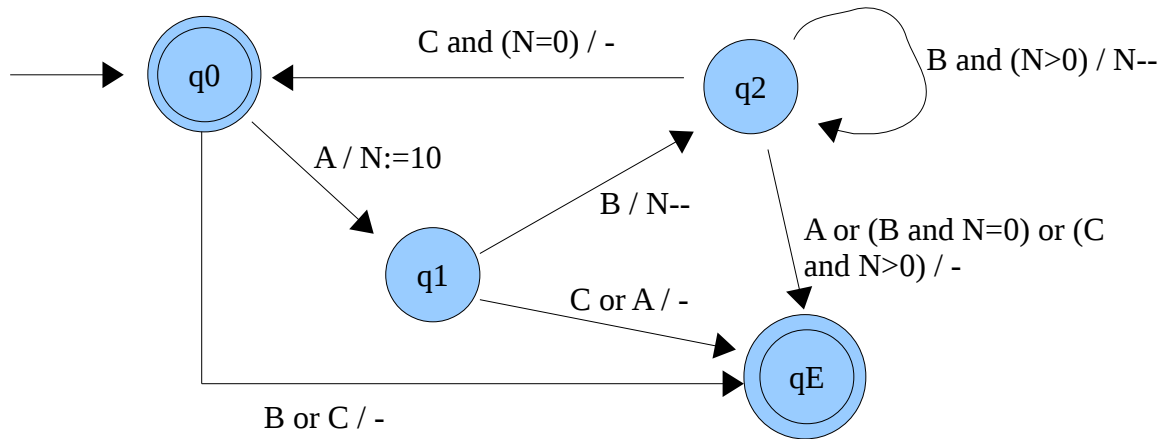 C and (N=0) / -
q0
q2
B and (N>0) / N--
A / N:=10
B / N--
A or (B and N=0) or (C
and N>0) / -
q1
C or A / -
qE
B or C / -